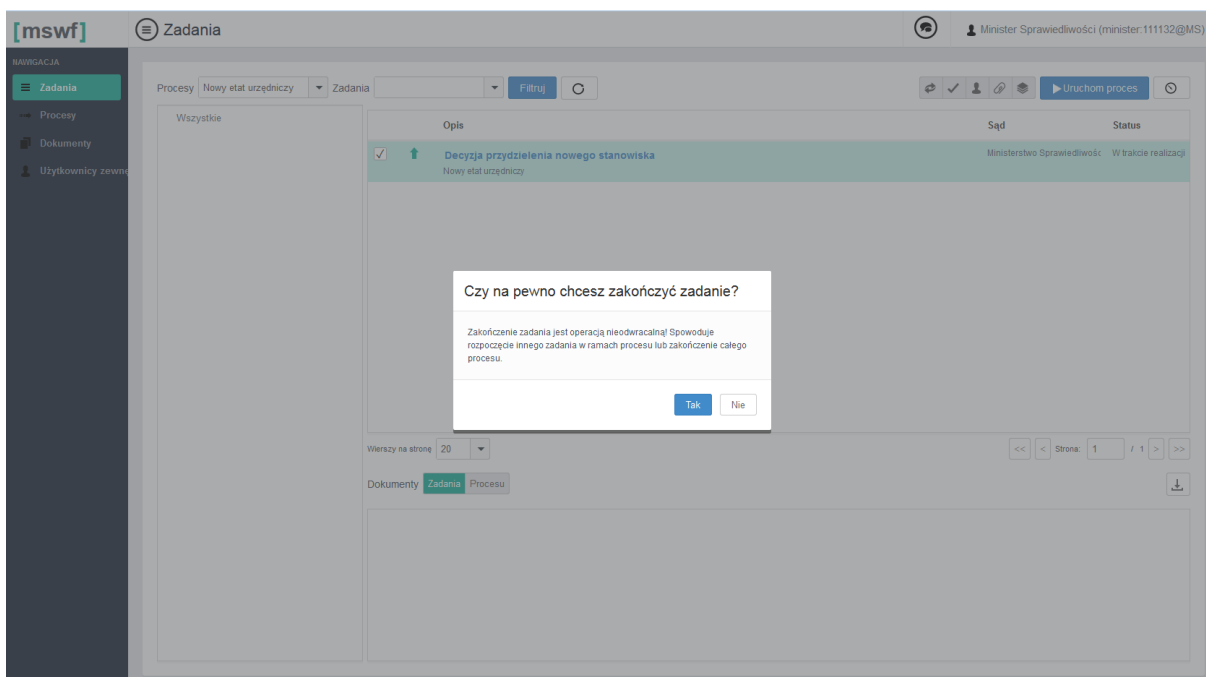 [mswf]
Zadania
Minister Sprawiedliwości (minister:111132@MS)
NAWIGACJA
Zadania
Procesy
Dokumenty
Użytkownicy zewnę
Procesy Nowy etat urzędniczy Zadania Filtruj Uruchom proces
Wszystkie
Opis Sąd Status
Decyzja przydzielenia nowego stanowiska Ministerstwo Sprawiedliwośc W trakcie realizacji
Nowy etat urzędniczy
Czy na pewno chcesz zakończyć zadanie?
Zakończenie zadania jest operacją nieodwracalną! Spowoduje
rozpoczęcie innego zadania w ramach procesu lub zakończenie całego
procesu.
Tak Nie
Wierszy na stronę 20 << < Strona: 1 / 1 > >>
Dokumenty Zadania Procesu